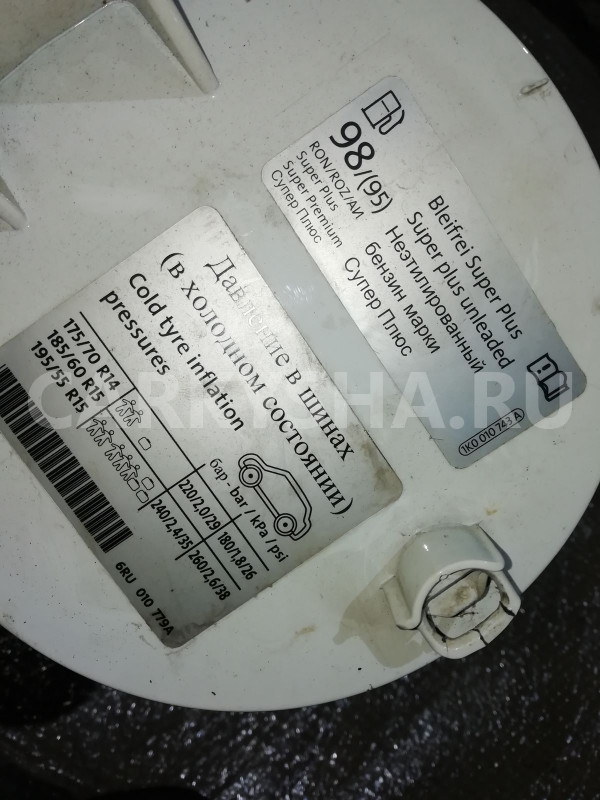 98/(95)
RON/ROZ/АИ
Super Plus
Super Premium
Супер Плюс
Bleifrei Super Plus
Super plus unleaded
Неэтилированный
бензин марки
Супер Плюс
1K0 010 743 A
Давление в шинах
(в холодном состоянии)
Cold tyre inflation
pressures
бар - bar / kPa / psi
175/70 R14
185/60 R15
195/55 R15
220/2,0/29 180/1,8/26
240/2,4/35 260/2,6/38
6RU 010 779A
CARKYSHA.RU